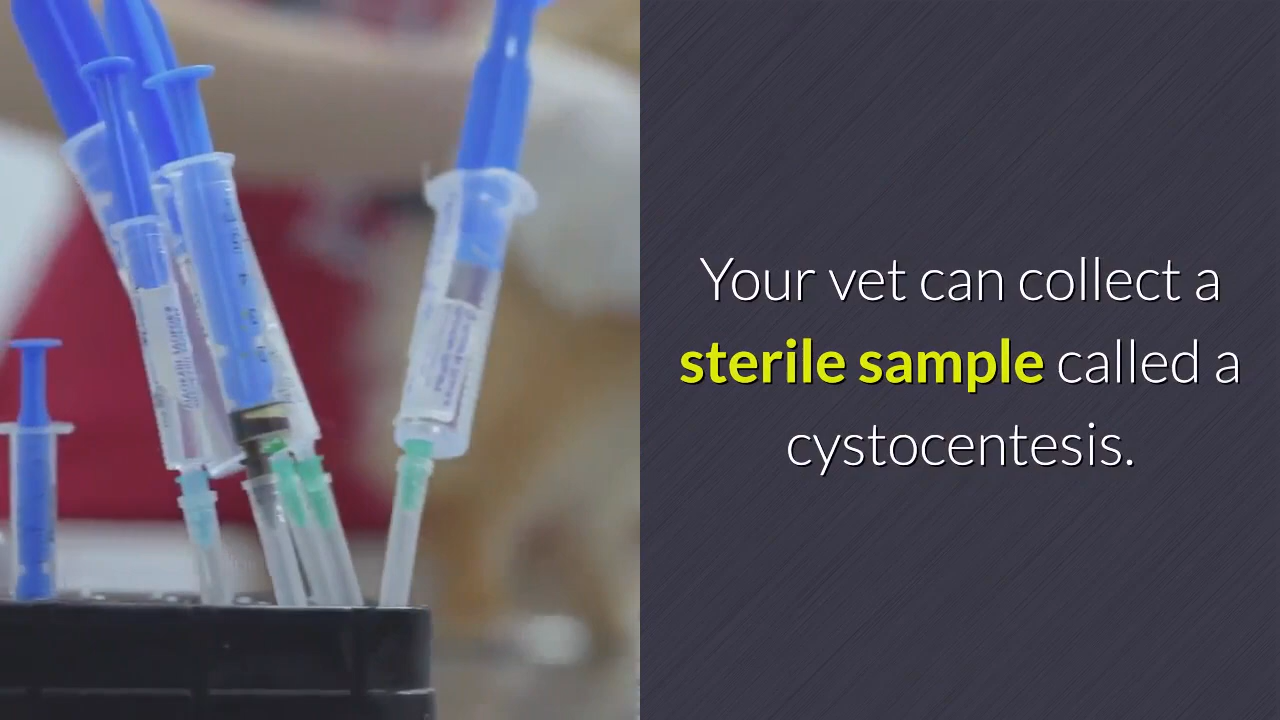 Your vet can collect a
sterile sample called a
cystocentesis.